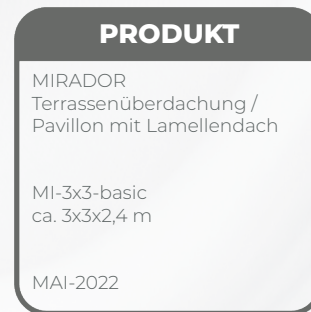 PRODUKT
MIRADOR
Terrassenüberdachung /
Pavillon mit Lamellendach
MI-3x3-basic
ca. 3x3x2,4 m
MAI-2022